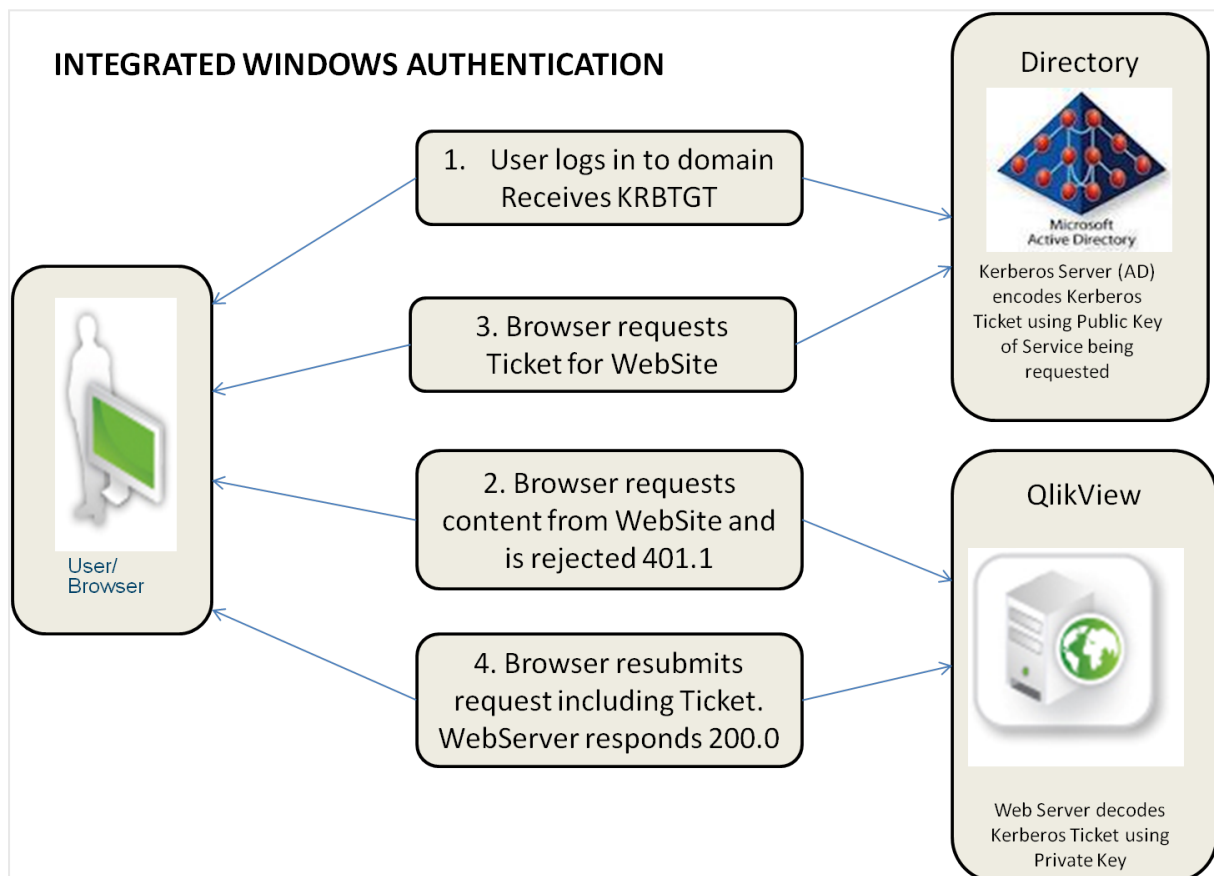 INTEGRATED WINDOWS AUTHENTICATION
Directory
Microsoft
Active Directory
Kerberos Server (AD)
encodes Kerberos
Ticket using Public Key
of Service being
requested
1. User logs in to domain
Receives KRBTGT
3. Browser requests
Ticket for WebSite
User/
Browser
2. Browser requests
content from WebSite and
is rejected 401.1
4. Browser resubmits
request including Ticket.
WebServer responds 200.0
QlikView
Web Server decodes
Kerberos Ticket using
Private Key